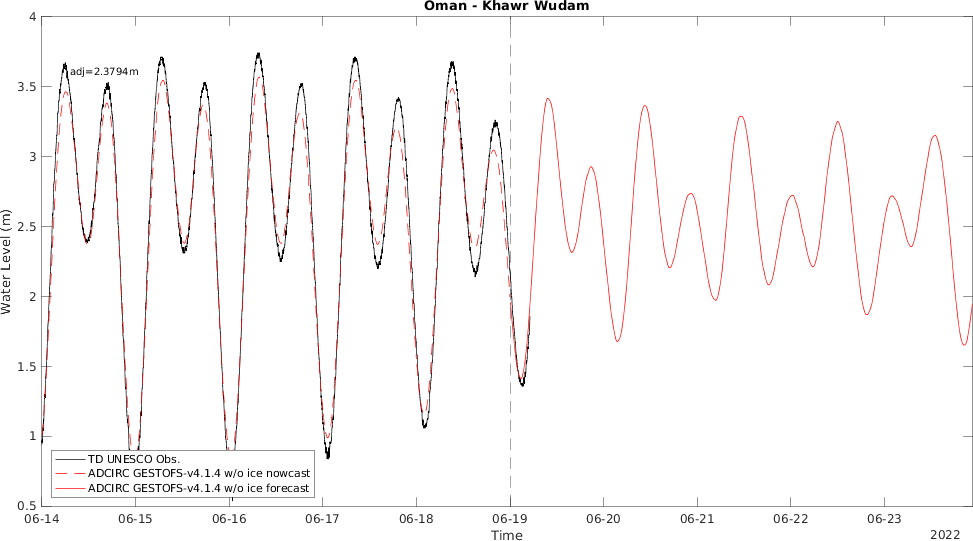 Oman - Khawr Wudam
4
3.5
3
2.5
2
1.5
1
0.5
Water Level (m)
adj=2.3794m
TD UNESCO Obs.
ADCIRC GESTOFS-v4.1.4 w/o ice nowcast
ADCIRC GESTOFS-v4.1.4 w/o ice forecast
06-14 06-15 06-16 06-17 06-18 06-19 06-20 06-21 06-22 06-23
Time
2022